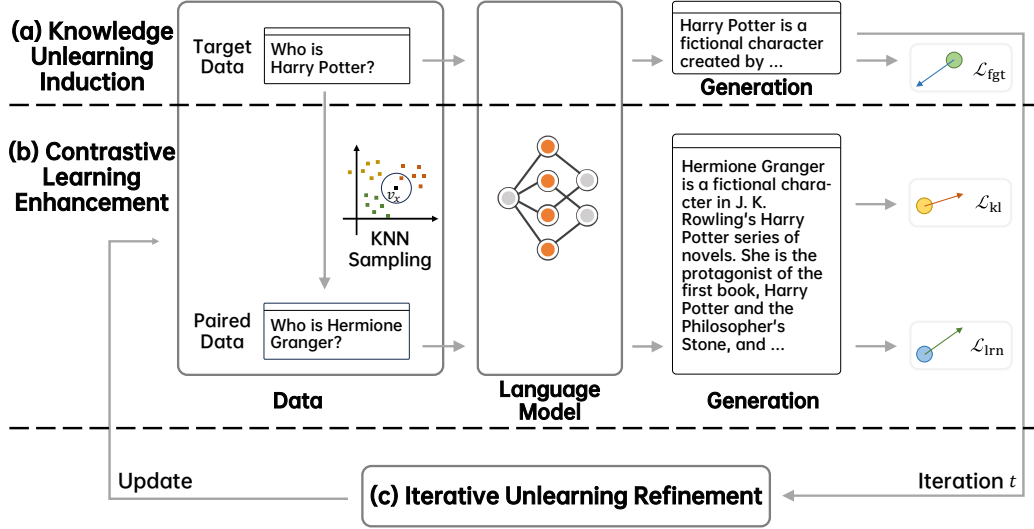 (a) Knowledge
Unlearning
Induction
Target
Data
Who is
Harry Potter?
Harry Potter is a
fictional character
created by ...
Generation
ℒfgt
(b) Contrastive
Learning
Enhancement
vₓ
KNN
Sampling
Paired
Data
Who is Hermione
Granger?
Hermione Granger
is a fictional chara-
cter in J. K.
Rowling's Harry
Potter series of
novels. She is the
protagonist of the
first book, Harry
Potter and the
Philosopher's
Stone, and ...
ℒkl
ℒlrn
Data
Language
Model
Generation
Update
(c) Iterative Unlearning Refinement
Iteration t